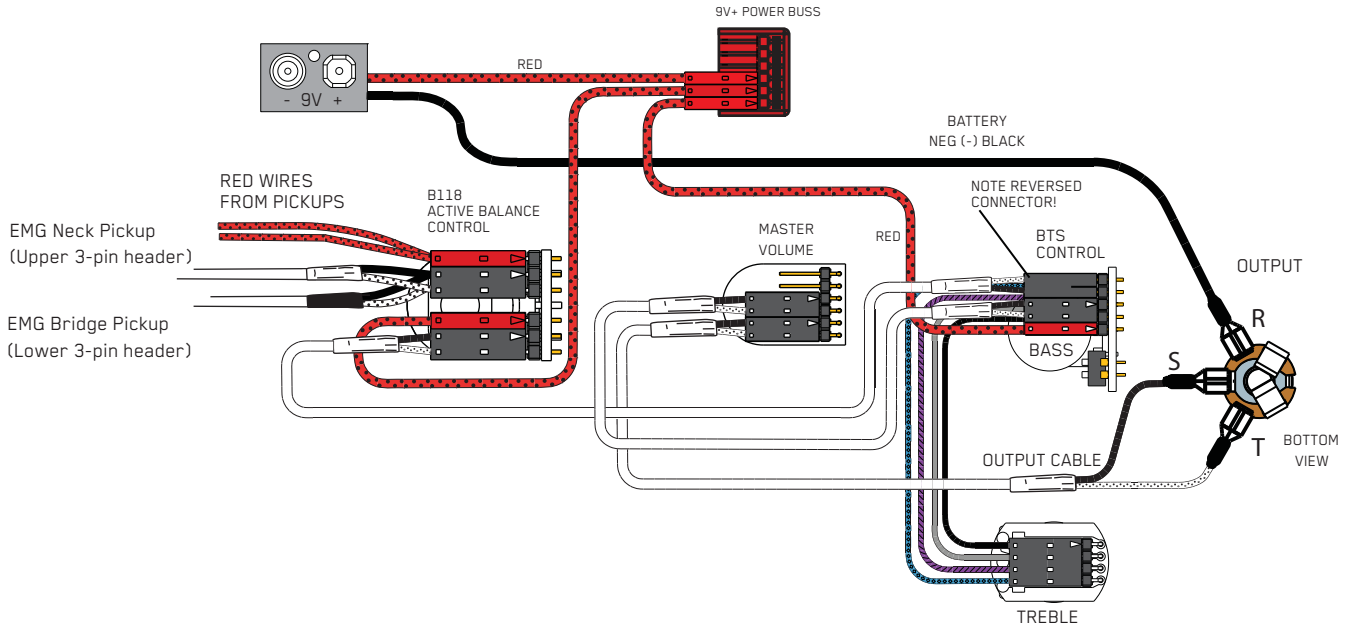 9V+ POWER BUSS
RED
- 9V +
BATTERY
NEG (-) BLACK
RED WIRES
FROM PICKUPS
B118
ACTIVE BALANCE
CONTROL
NOTE REVERSED
CONNECTOR!
EMG Neck Pickup
(Upper 3-pin header)
MASTER
VOLUME
RED
BTS
CONTROL
OUTPUT
EMG Bridge Pickup
(Lower 3-pin header)
R
BASS
S
T
BOTTOM
VIEW
OUTPUT CABLE
TREBLE